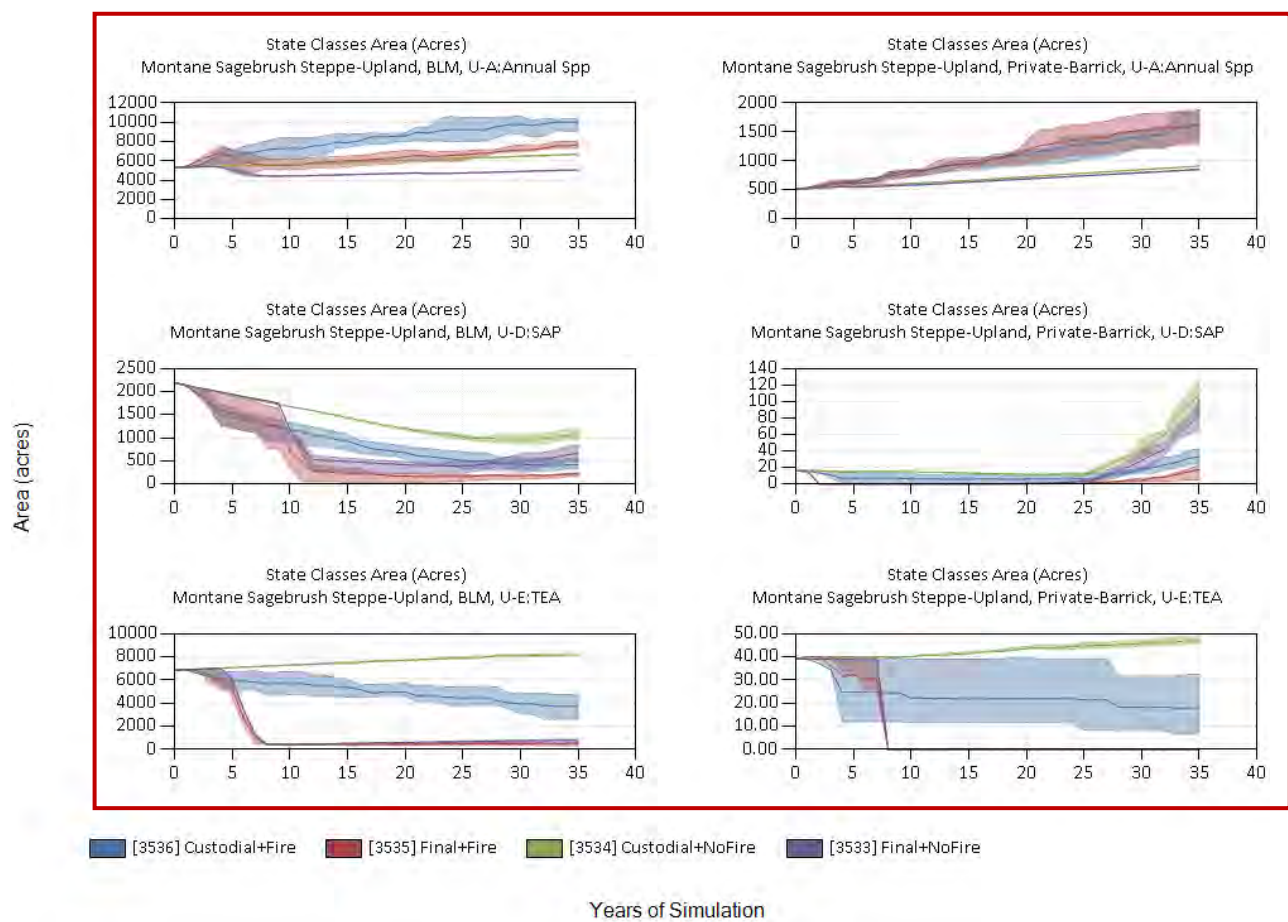 State Classes Area (Acres)
Montane Sagebrush Steppe-Upland, BLM, U-A:Annual Spp
12000
10000
8000
6000
4000
2000
0
0 5 10 15 20 25 30 35 40
State Classes Area (Acres)
Montane Sagebrush Steppe-Upland, Private-Barrick, U-A:Annual Spp
2000
1500
1000
500
0
0 5 10 15 20 25 30 35 40
State Classes Area (Acres)
Montane Sagebrush Steppe-Upland, BLM, U-D:SAP
2500
2000
1500
1000
500
0
0 5 10 15 20 25 30 35 40
State Classes Area (Acres)
Montane Sagebrush Steppe-Upland, Private-Barrick, U-D:SAP
140
120
100
80
60
40
20
0
0 5 10 15 20 25 30 35 40
State Classes Area (Acres)
Montane Sagebrush Steppe-Upland, BLM, U-E:TEA
10000
8000
6000
4000
2000
0
0 5 10 15 20 25 30 35 40
State Classes Area (Acres)
Montane Sagebrush Steppe-Upland, Private-Barrick, U-E:TEA
50.00
40.00
30.00
20.00
10.00
0.00
0 5 10 15 20 25 30 35 40
Area (acres)
[3536] Custodial+Fire [3535] Final+Fire [3534] Custodial+NoFire [3533] Final+NoFire
Years of Simulation